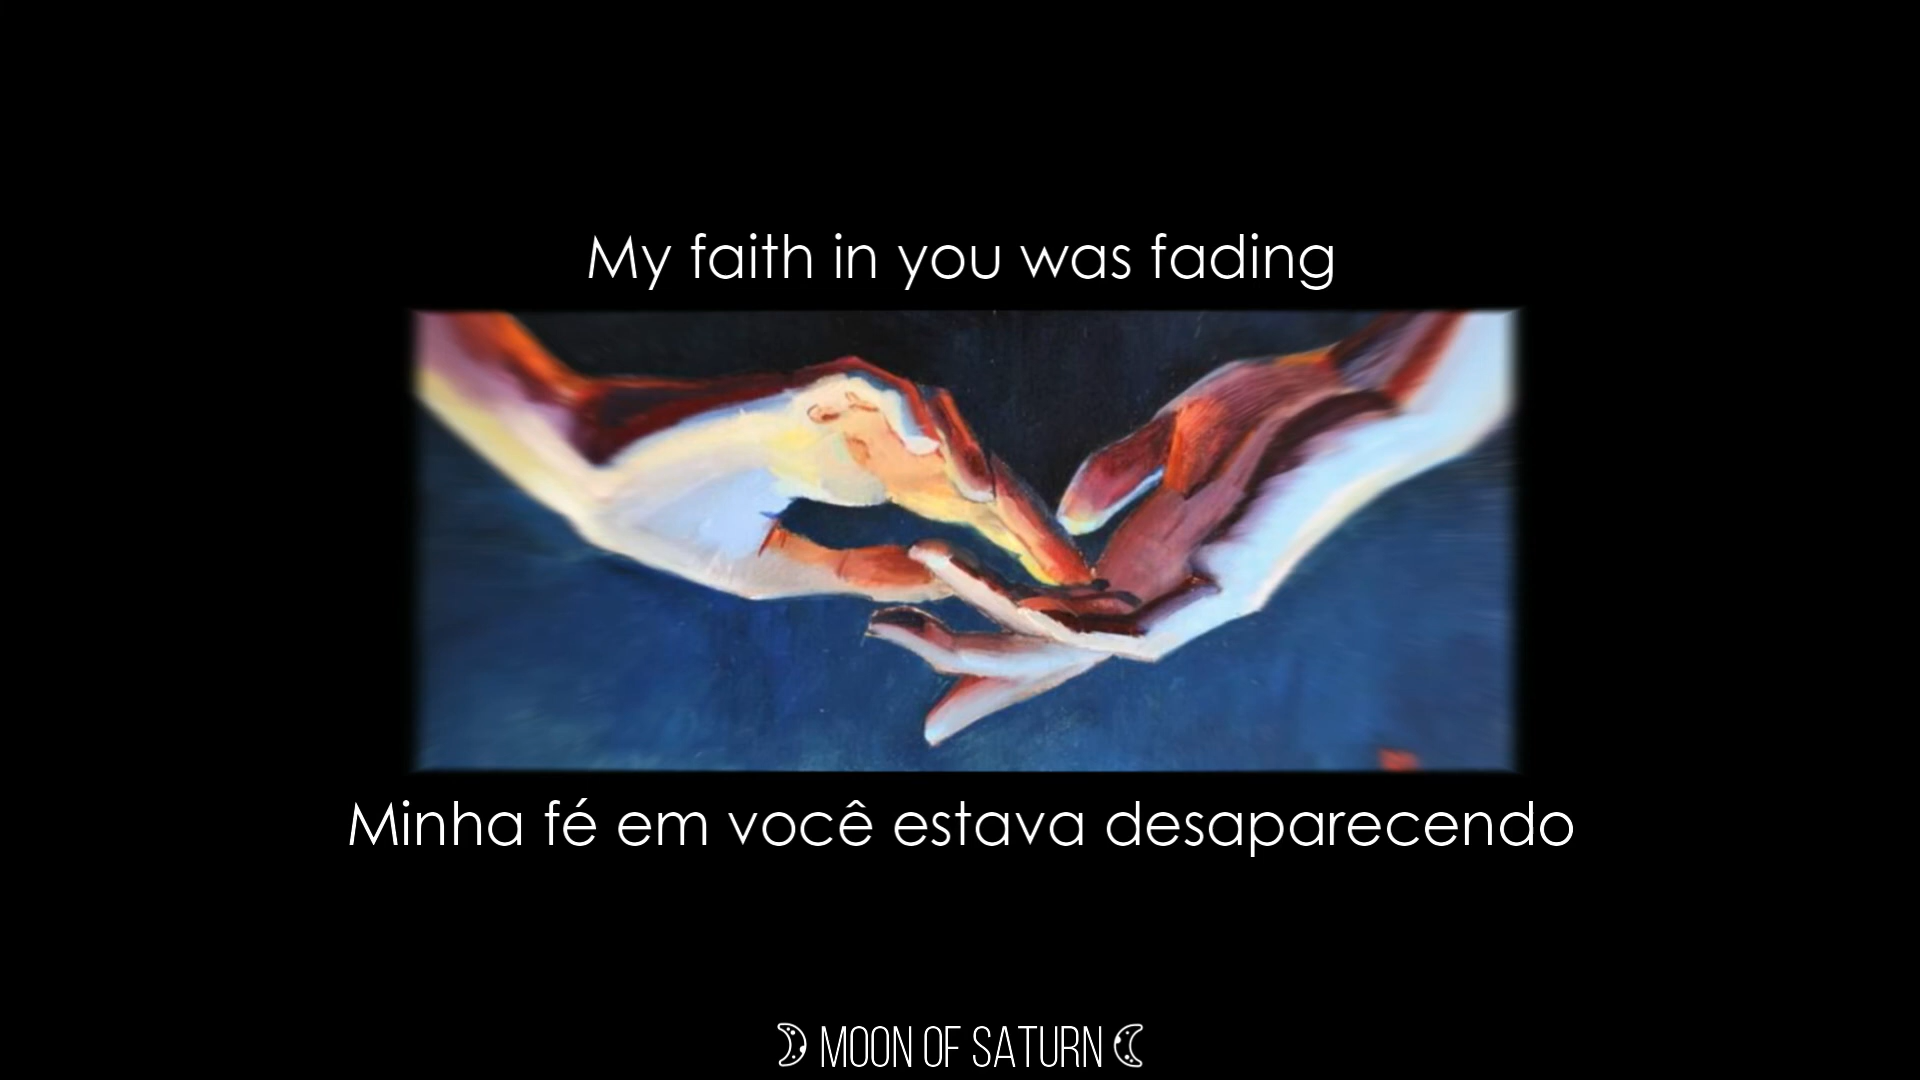 My faith in you was fading
Minha fé em você estava desaparecendo
MOON OF SATURN